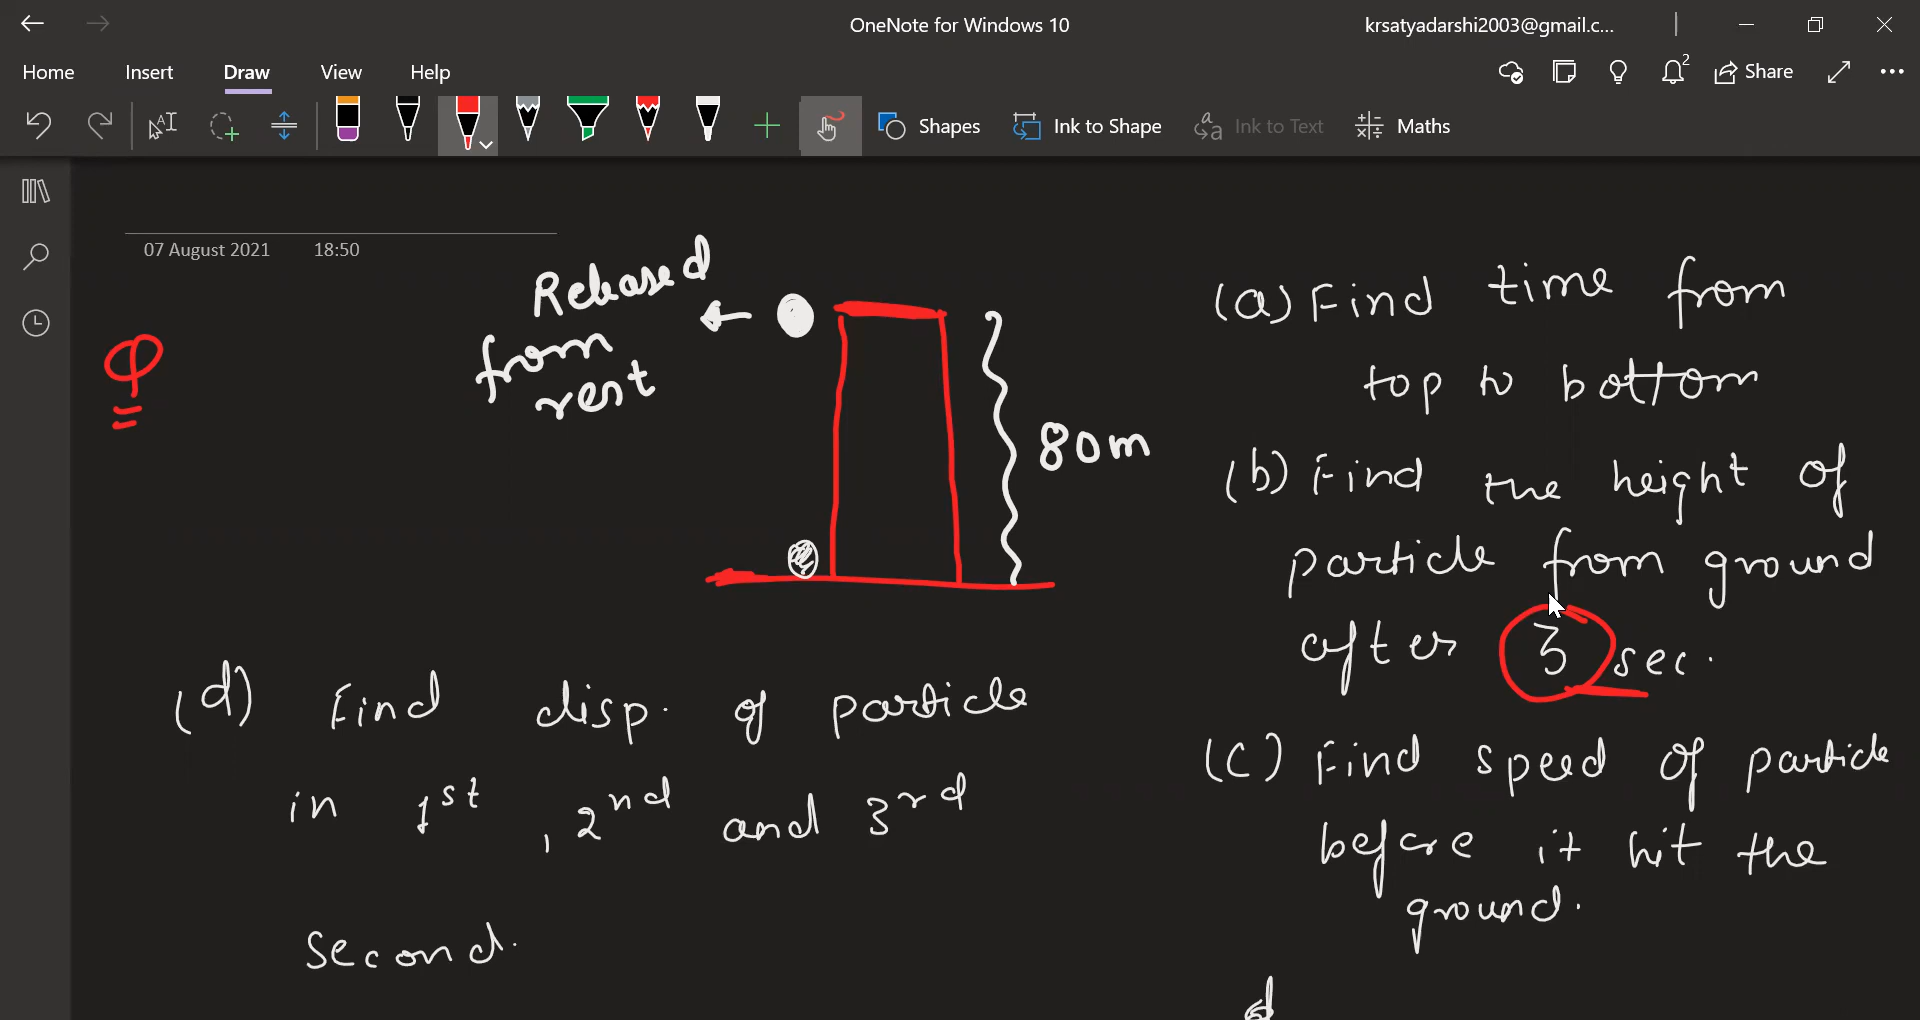 OneNote for Windows 10
krsatyadarshi2003@gmail.c...
Home Insert Draw View Help
2 Share
Shapes Ink to Shape Ink to Text Maths
07 August 2021 18:50
Q
Released
from
rest
80m
(a) Find time from
top to bottom
(b) Find the height of
particle from ground
after 3 sec.
(c) Find speed of particle
before it hit the
ground.
(d) Find disp. of particle
in 1st, 2nd and 3rd
second.
d